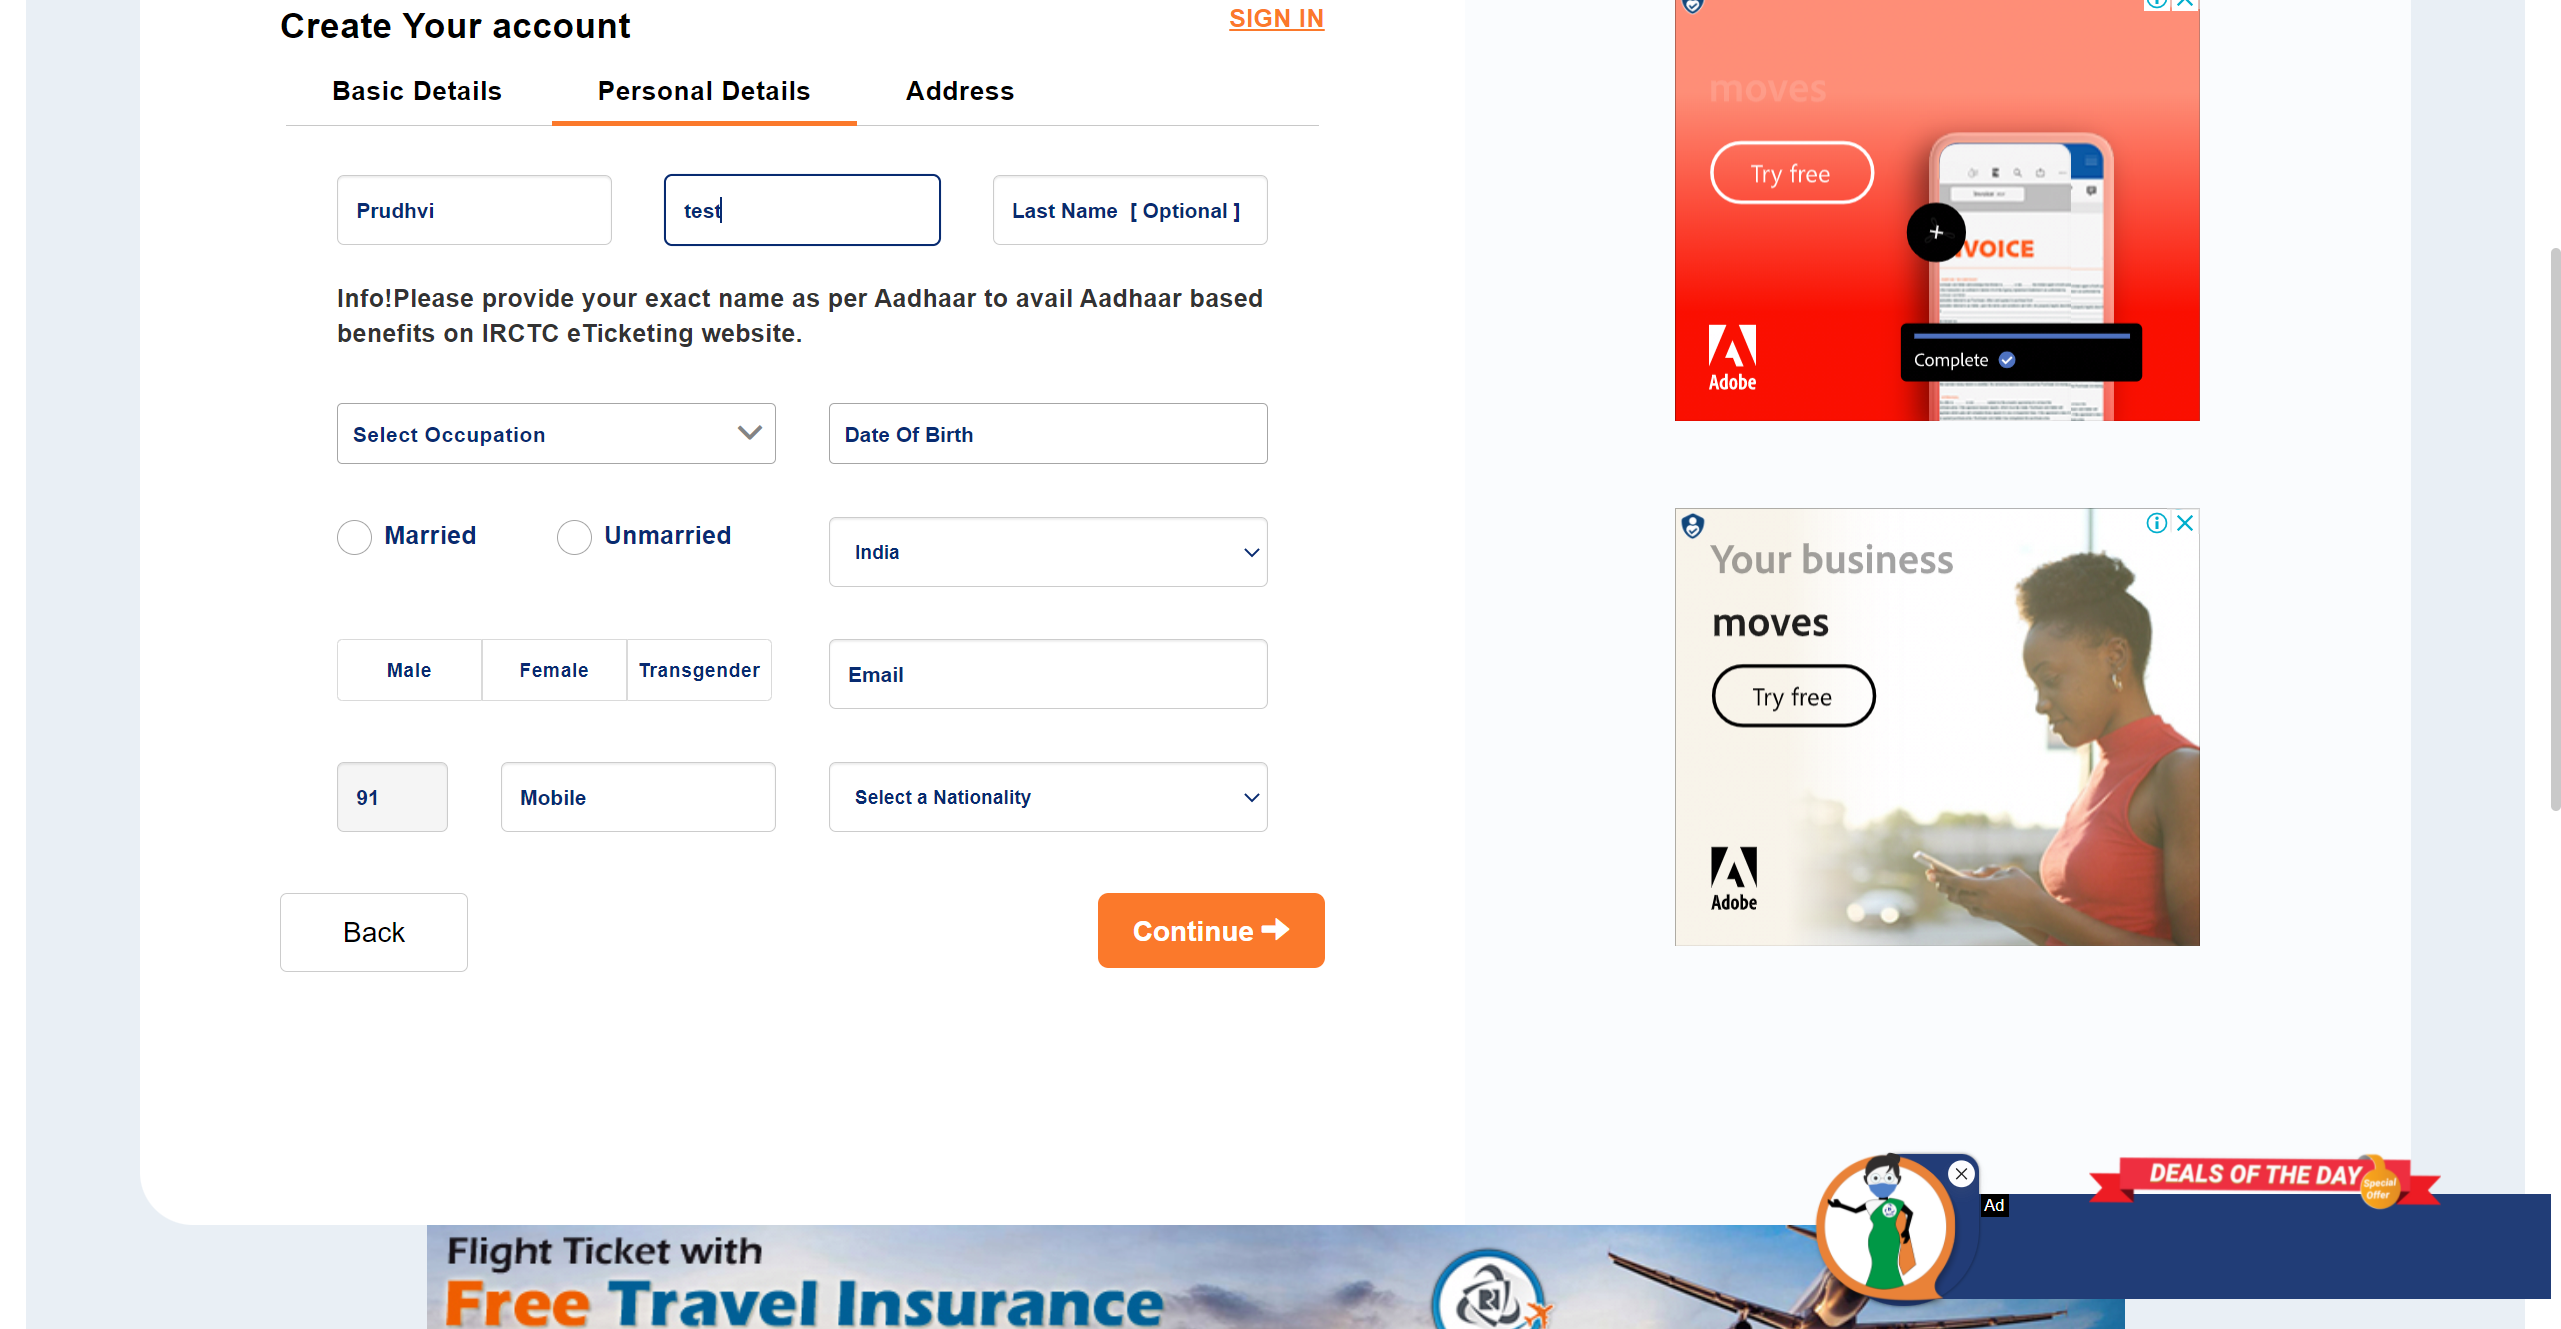 Create Your account
SIGN IN
Basic Details
Personal Details
Address
Prudhvi
test
Last Name [ Optional ]
Info!Please provide your exact name as per Aadhaar to avail Aadhaar based
benefits on IRCTC eTicketing website.
Select Occupation
Date Of Birth
Married
Unmarried
India
Male
Female
Transgender
Email
91
Mobile
Select a Nationality
Back
Continue
moves
Try free
VOICE
Complete
Adobe
Your business
moves
Try free
Adobe
DEALS OF THE DAY
Special
Offer
Ad
Flight Ticket with
Free Travel Insurance